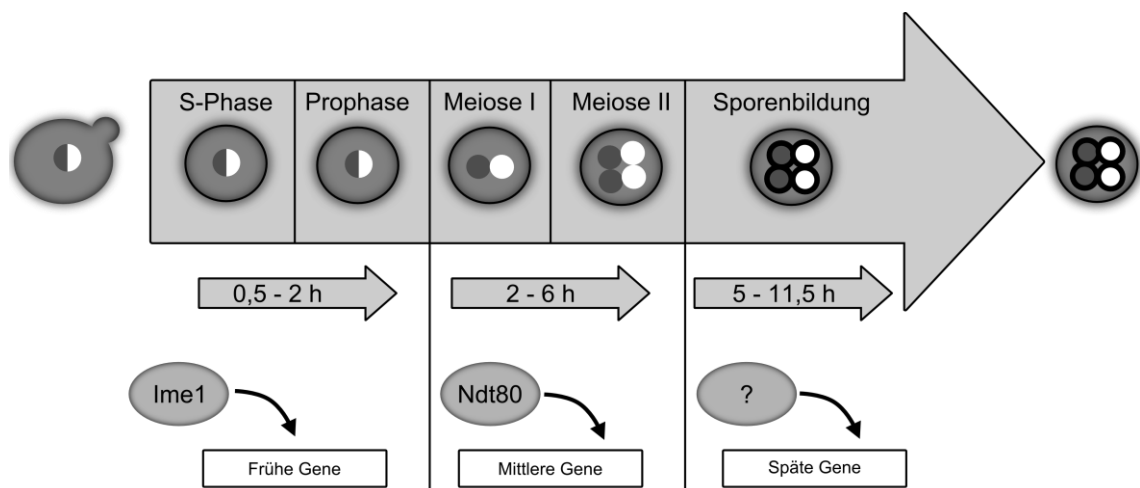 S-Phase
Prophase
Meiose I
Meiose II
Sporenbildung
0,5 - 2 h
2 - 6 h
5 - 11,5 h
Ime1
Ndt80
?
Frühe Gene
Mittlere Gene
Späte Gene